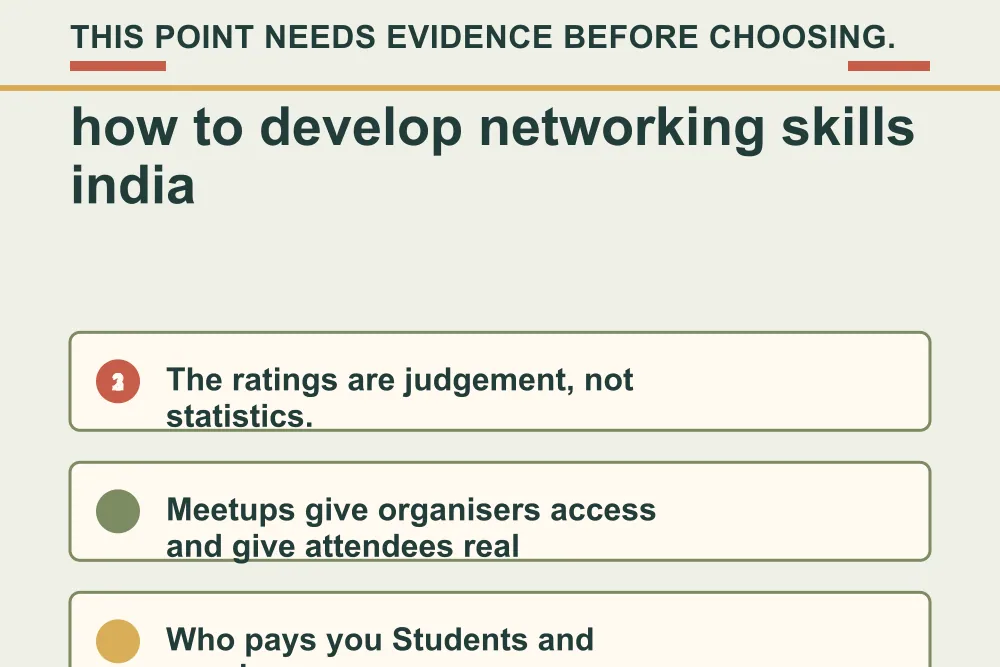 THIS POINT NEEDS EVIDENCE BEFORE CHOOSING.
how to develop networking skills
india
The ratings are judgement, not
statistics.
Meetups give organisers access
and give attendees real
Who pays you Students and